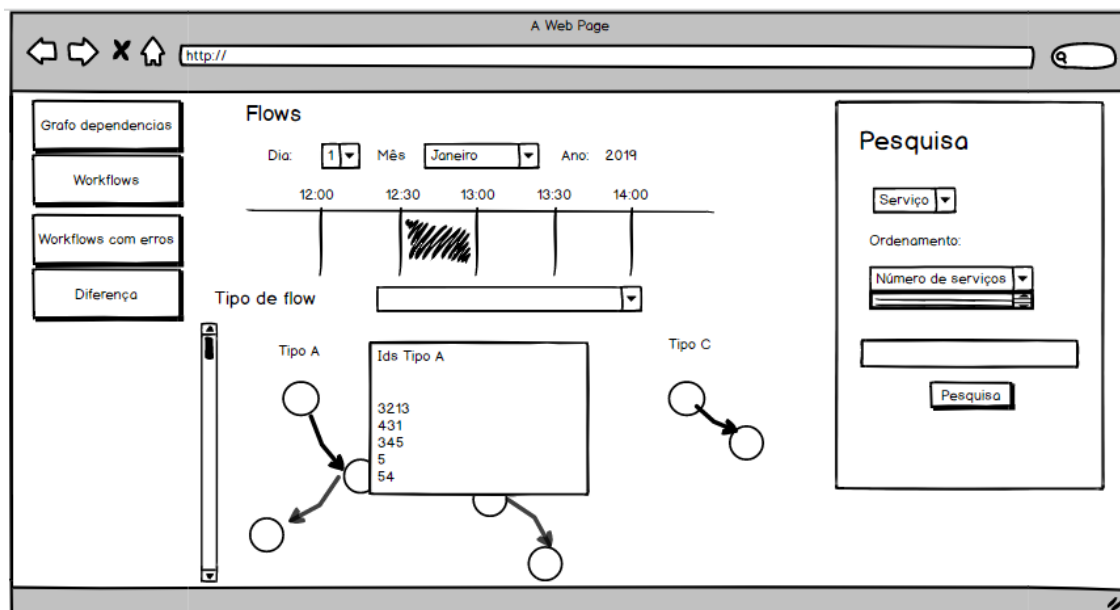 A Web Page
http://
Grafo dependencias
Workflows
Workflows com erros
Diferença
Flows
Dia: 1 Mês Janeiro Ano: 2019
12:00 12:30 13:00 13:30 14:00
Tipo de flow
Tipo A
Ids Tipo A
3213
431
345
5
54
Tipo C
Pesquisa
Serviço
Ordenamento:
Número de serviços
Pesquisa